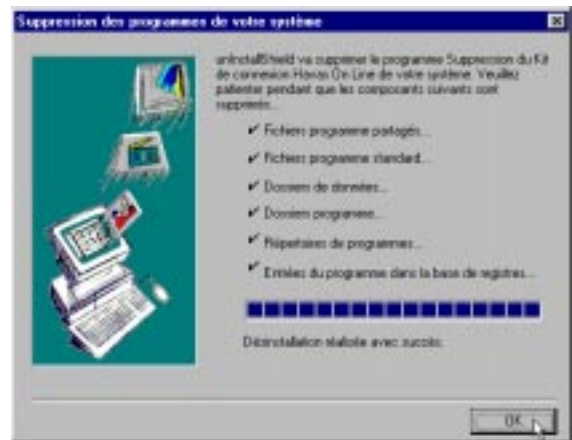 Suppression des programmes de votre système
unInstallShield va supprimer le programme Suppression du Kit
de connexion Havas On Line de votre système. Veuillez
patienter pendant que les composants suivants sont
supprimés...
Fichiers programme partagés...
Fichiers programme standard...
Dossiers de données...
Dossiers programme...
Répertoires de programmes...
Entrées du programme dans la base de registres...
Désinstallation réalisée avec succès.
OK